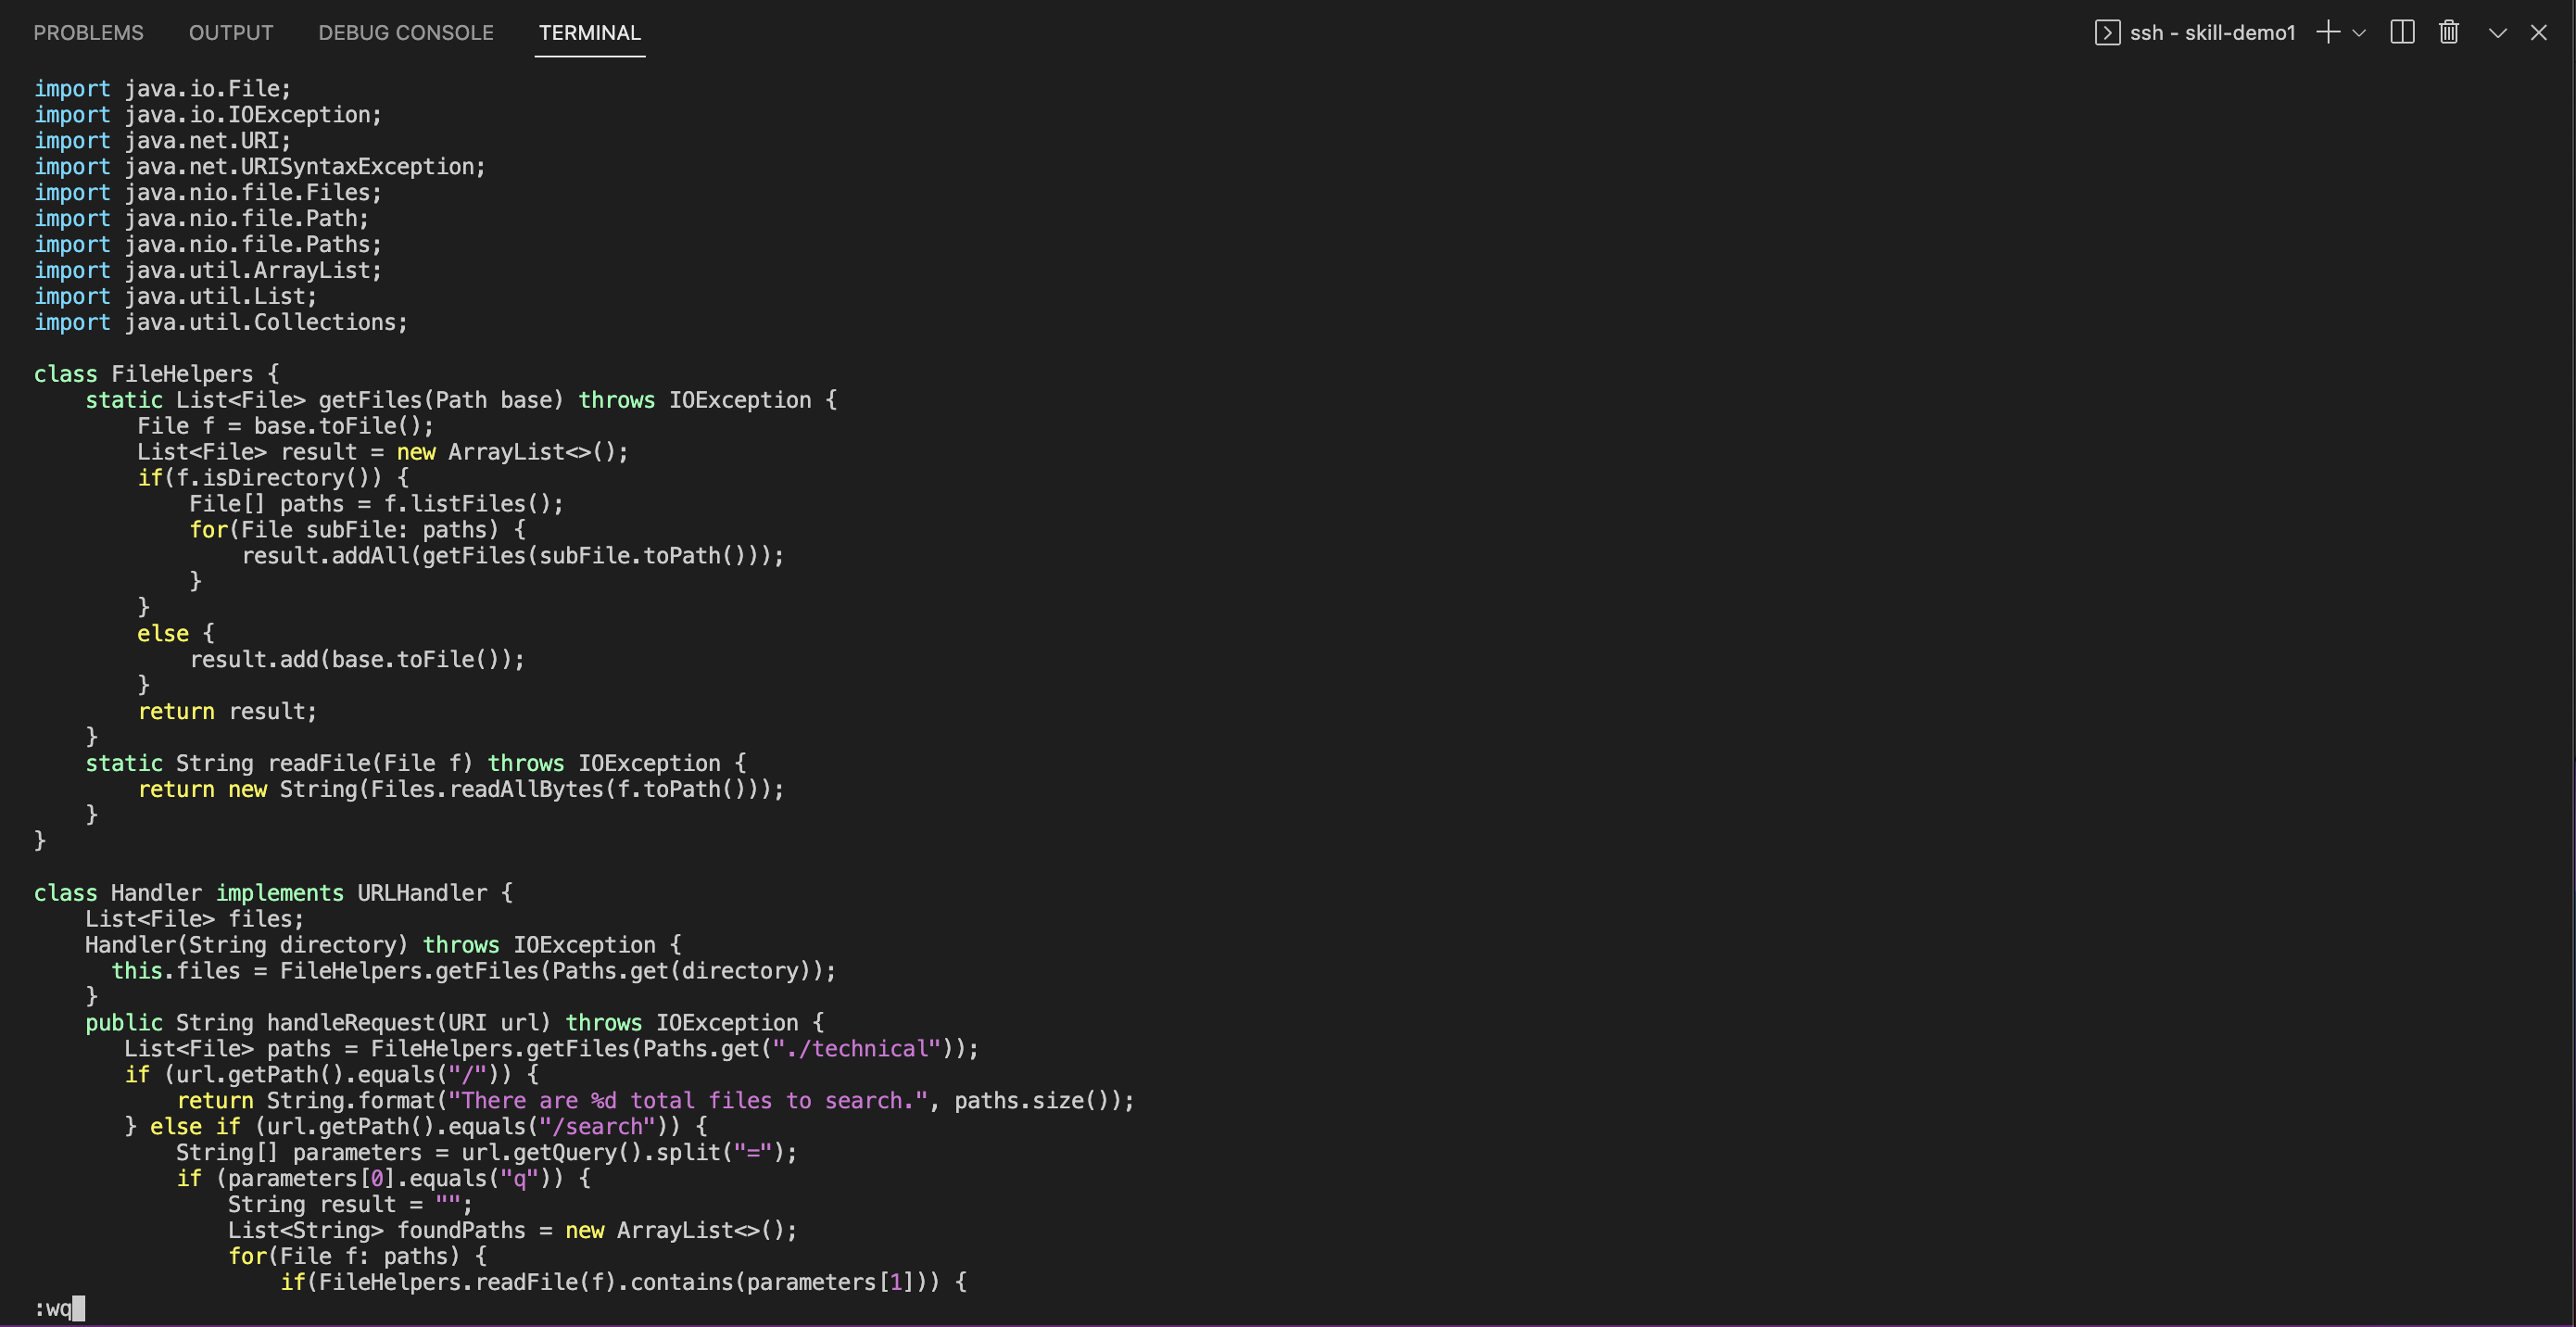 PROBLEMS OUTPUT DEBUG CONSOLE TERMINAL ssh - skill-demo1
import java.io.File;
import java.io.IOException;
import java.net.URI;
import java.net.URISyntaxException;
import java.nio.file.Files;
import java.nio.file.Path;
import java.nio.file.Paths;
import java.util.ArrayList;
import java.util.List;
import java.util.Collections;

class FileHelpers {
    static List<File> getFiles(Path base) throws IOException {
        File f = base.toFile();
        List<File> result = new ArrayList<>();
        if(f.isDirectory()) {
            File[] paths = f.listFiles();
            for(File subFile: paths) {
                result.addAll(getFiles(subFile.toPath()));
            }
        }
        else {
            result.add(base.toFile());
        }
        return result;
    }
    static String readFile(File f) throws IOException {
        return new String(Files.readAllBytes(f.toPath()));
    }
}

class Handler implements URLHandler {
    List<File> files;
    Handler(String directory) throws IOException {
      this.files = FileHelpers.getFiles(Paths.get(directory));
    }
    public String handleRequest(URI url) throws IOException {
       List<File> paths = FileHelpers.getFiles(Paths.get("./technical"));
       if (url.getPath().equals("/")) {
           return String.format("There are %d total files to search.", paths.size());
       } else if (url.getPath().equals("/search")) {
           String[] parameters = url.getQuery().split("=");
           if (parameters[0].equals("q")) {
               String result = "";
               List<String> foundPaths = new ArrayList<>();
               for(File f: paths) {
                   if(FileHelpers.readFile(f).contains(parameters[1])) {
:wq